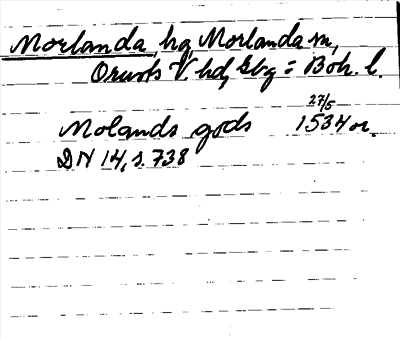 Morlanda, hg, Morlanda sn,
Orusts V. hd, Gbg = Boh. l.
27/5
Molands gods 1534 or.
DN 14, s. 738